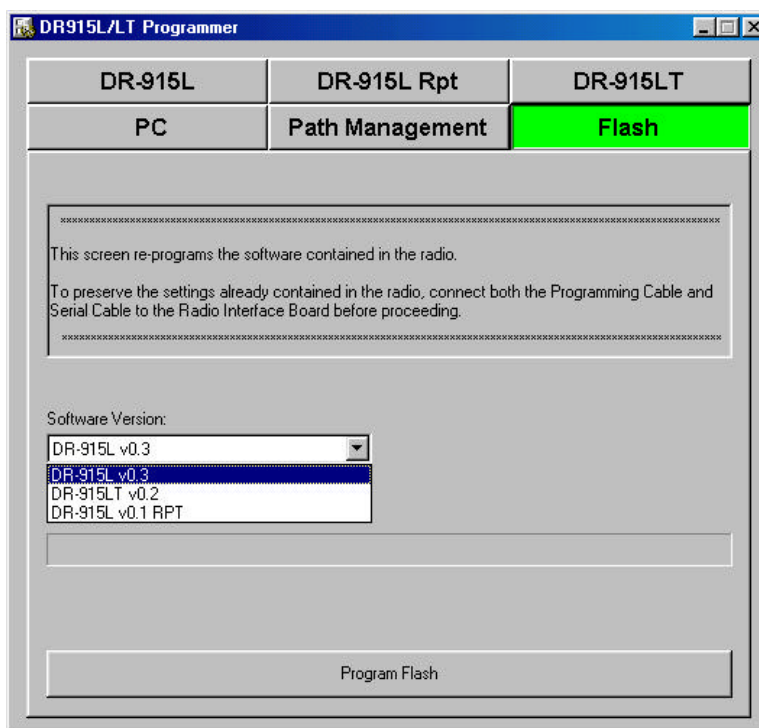 DR915L/LT Programmer
DR-915L DR-915L Rpt DR-915LT
PC Path Management Flash
This screen re-programs the software contained in the radio.
To preserve the settings already contained in the radio, connect both the Programming Cable and
Serial Cable to the Radio Interface Board before proceeding.
Software Version:
DR-915L v0.3
DR-915L v0.3
DR-915LT v0.2
DR-915L v0.1 RPT
Program Flash